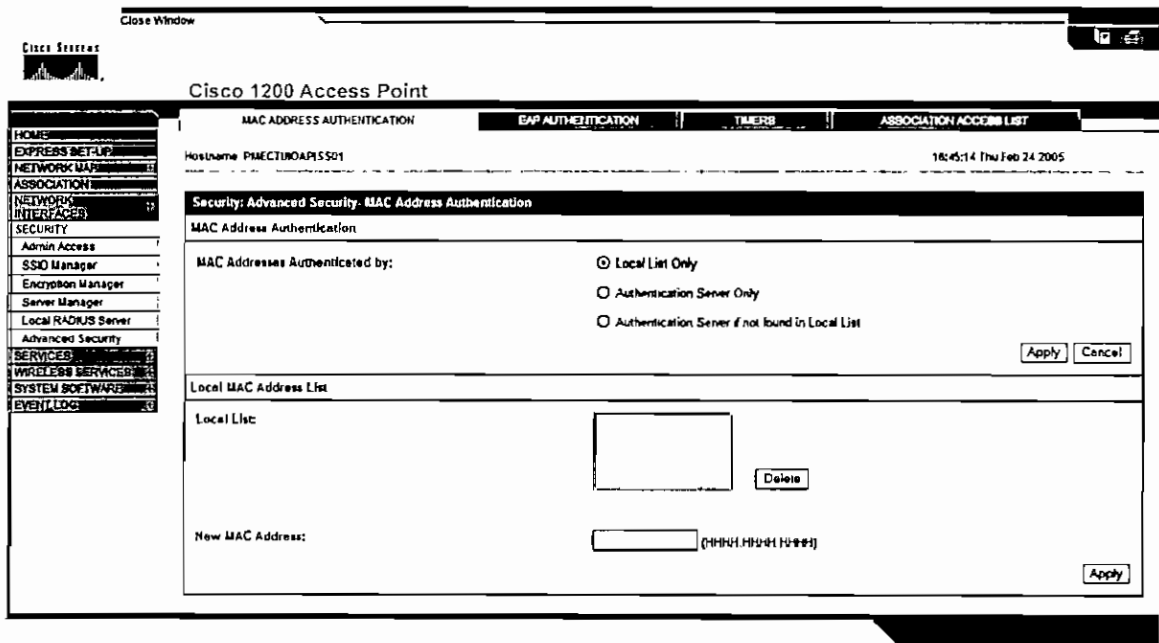 Close Window
CISCO SYSTEMS
Cisco 1200 Access Point
MAC ADDRESS AUTHENTICATION
EAP AUTHENTICATION
TIMERS
ASSOCIATION ACCESS LIST
HOME
EXPRESS SET-UP
NETWORK MAP
ASSOCIATION
NETWORK
INTERFACES
SECURITY
Admin Access
SSID Manager
Encryption Manager
Server Manager
Local RADIUS Server
Advanced Security
SERVICES
WIRELESS SERVICES
SYSTEM SOFTWARE
EVENT LOG
Hostname
16:45:14 Thu Feb 24 2005
Security: Advanced Security- MAC Address Authentication
MAC Address Authentication
MAC Addresses Authenticated by:
Local List Only
Authentication Server Only
Authentication Server if not found in Local List
Apply Cancel
Local MAC Address List
Local List:
Delete
New MAC Address:
(HHHH.HHHH.HHHH)
Apply